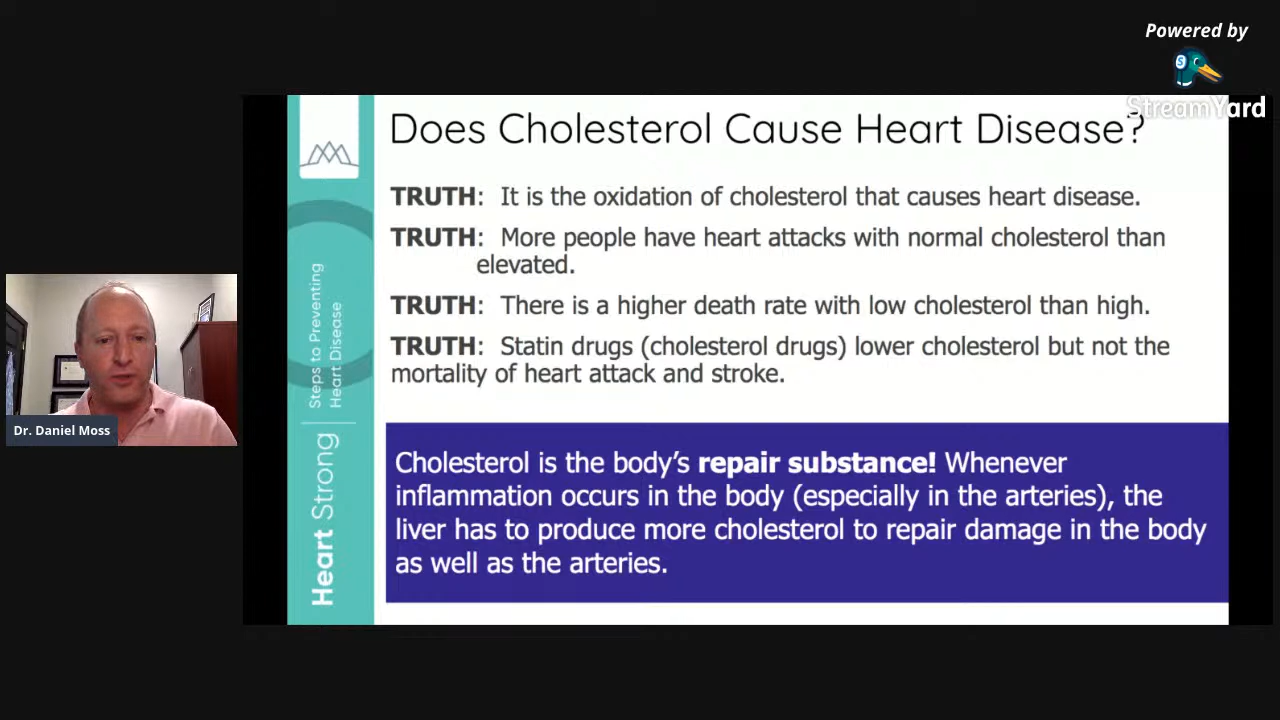 Powered by
StreamYard
Does Cholesterol Cause Heart Disease?
TRUTH: It is the oxidation of cholesterol that causes heart disease.
TRUTH: More people have heart attacks with normal cholesterol than
elevated.
TRUTH: There is a higher death rate with low cholesterol than high.
TRUTH: Statin drugs (cholesterol drugs) lower cholesterol but not the
mortality of heart attack and stroke.
Cholesterol is the body's repair substance! Whenever
inflammation occurs in the body (especially in the arteries), the
liver has to produce more cholesterol to repair damage in the body
as well as the arteries.
Heart Strong
Steps to Preventing
Heart Disease
Dr. Daniel Moss